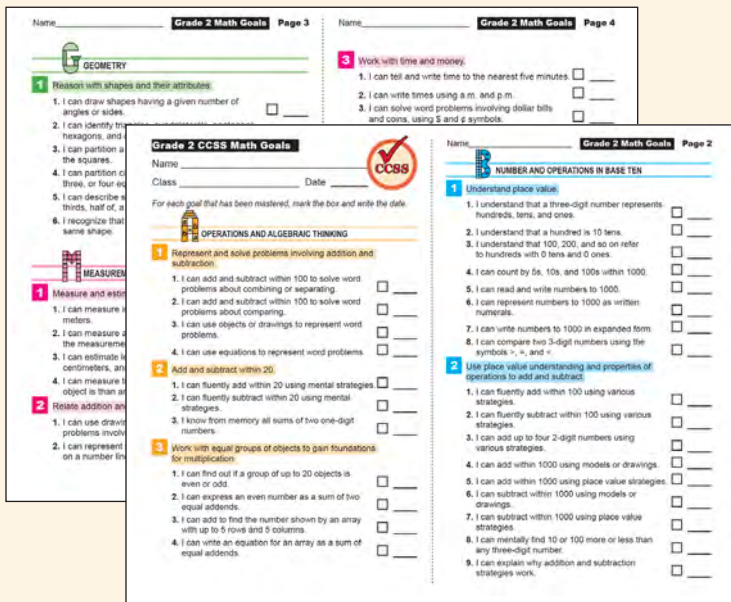 Name Grade 2 Math Goals Page 3
GEOMETRY
1 Reason with shapes and their attributes.
1. I can draw shapes having a given number of
angles or sides.
2. I can identify
hexagons, and
3. I can partition a
the squares.
4. I can partition
three, or four
5. I can describe
thirds, half of, a
6. I recognize that
same shape.
MEASUREM
1 Measure and
1. I can measure
meters.
2. I can measure a
the measureme
3. I can estimate
centimeters, and
4. I can measure
object is than
2 Relate addition and
1. I can use
problems involv
2. I can represent
on a number
Name Grade 2 Math Goals Page 4
3 Work with time and money.
1. I can tell and write time to the nearest five minutes.
2. I can write times using a.m. and p.m.
3. I can solve word problems involving dollar bills
and coins, using $ and ¢ symbols.
Grade 2 CCSS Math Goals
CCSS
Name
Class Date
For each goal that has been mastered, mark the box and write the date.
A OPERATIONS AND ALGEBRAIC THINKING
1 Represent and solve problems involving addition and
subtraction.
1. I can add and subtract within 100 to solve word
problems about combining or separating.
2. I can add and subtract within 100 to solve word
problems about comparing.
3. I can use objects or drawings to represent word
problems.
4. I can use equations to represent word problems.
2 Add and subtract within 20.
1. I can fluently add within 20 using mental strategies.
2. I can fluently subtract within 20 using mental
strategies.
3. I know from memory all sums of two one-digit
numbers.
3 Work with equal groups of objects to gain foundations
for multiplication.
1. I can find out if a group of up to 20 objects is
even or odd.
2. I can express an even number as a sum of two
equal addends.
3. I can add to find the number shown by an array
with up to 5 rows and 5 columns.
4. I can write an equation for an array as a sum of
equal addends.
Name Grade 2 Math Goals Page 2
B NUMBER AND OPERATIONS IN BASE TEN
1 Understand place value.
1. I understand that a three-digit number represents
hundreds, tens, and ones.
2. I understand that a hundred is 10 tens.
3. I understand that 100, 200, and so on refer
to hundreds with 0 tens and 0 ones.
4. I can count by 5s, 10s, and 100s within 1000.
5. I can read and write numbers to 1000.
6. I can represent numbers to 1000 as written
numerals.
7. I can write numbers to 1000 in expanded form.
8. I can compare two 3-digit numbers using the
symbols >, =, and <.
2 Use place value understanding and properties of
operations to add and subtract.
1. I can fluently add within 100 using various
strategies.
2. I can fluently subtract within 100 using various
strategies.
3. I can add up to four 2-digit numbers using
various strategies.
4. I can add within 1000 using models or drawings.
5. I can add within 1000 using place value strategies.
6. I can subtract within 1000 using models or
drawings.
7. I can subtract within 1000 using place value
strategies.
8. I can mentally find 10 or 100 more or less than
any three-digit number.
9. I can explain why addition and subtraction
strategies work.